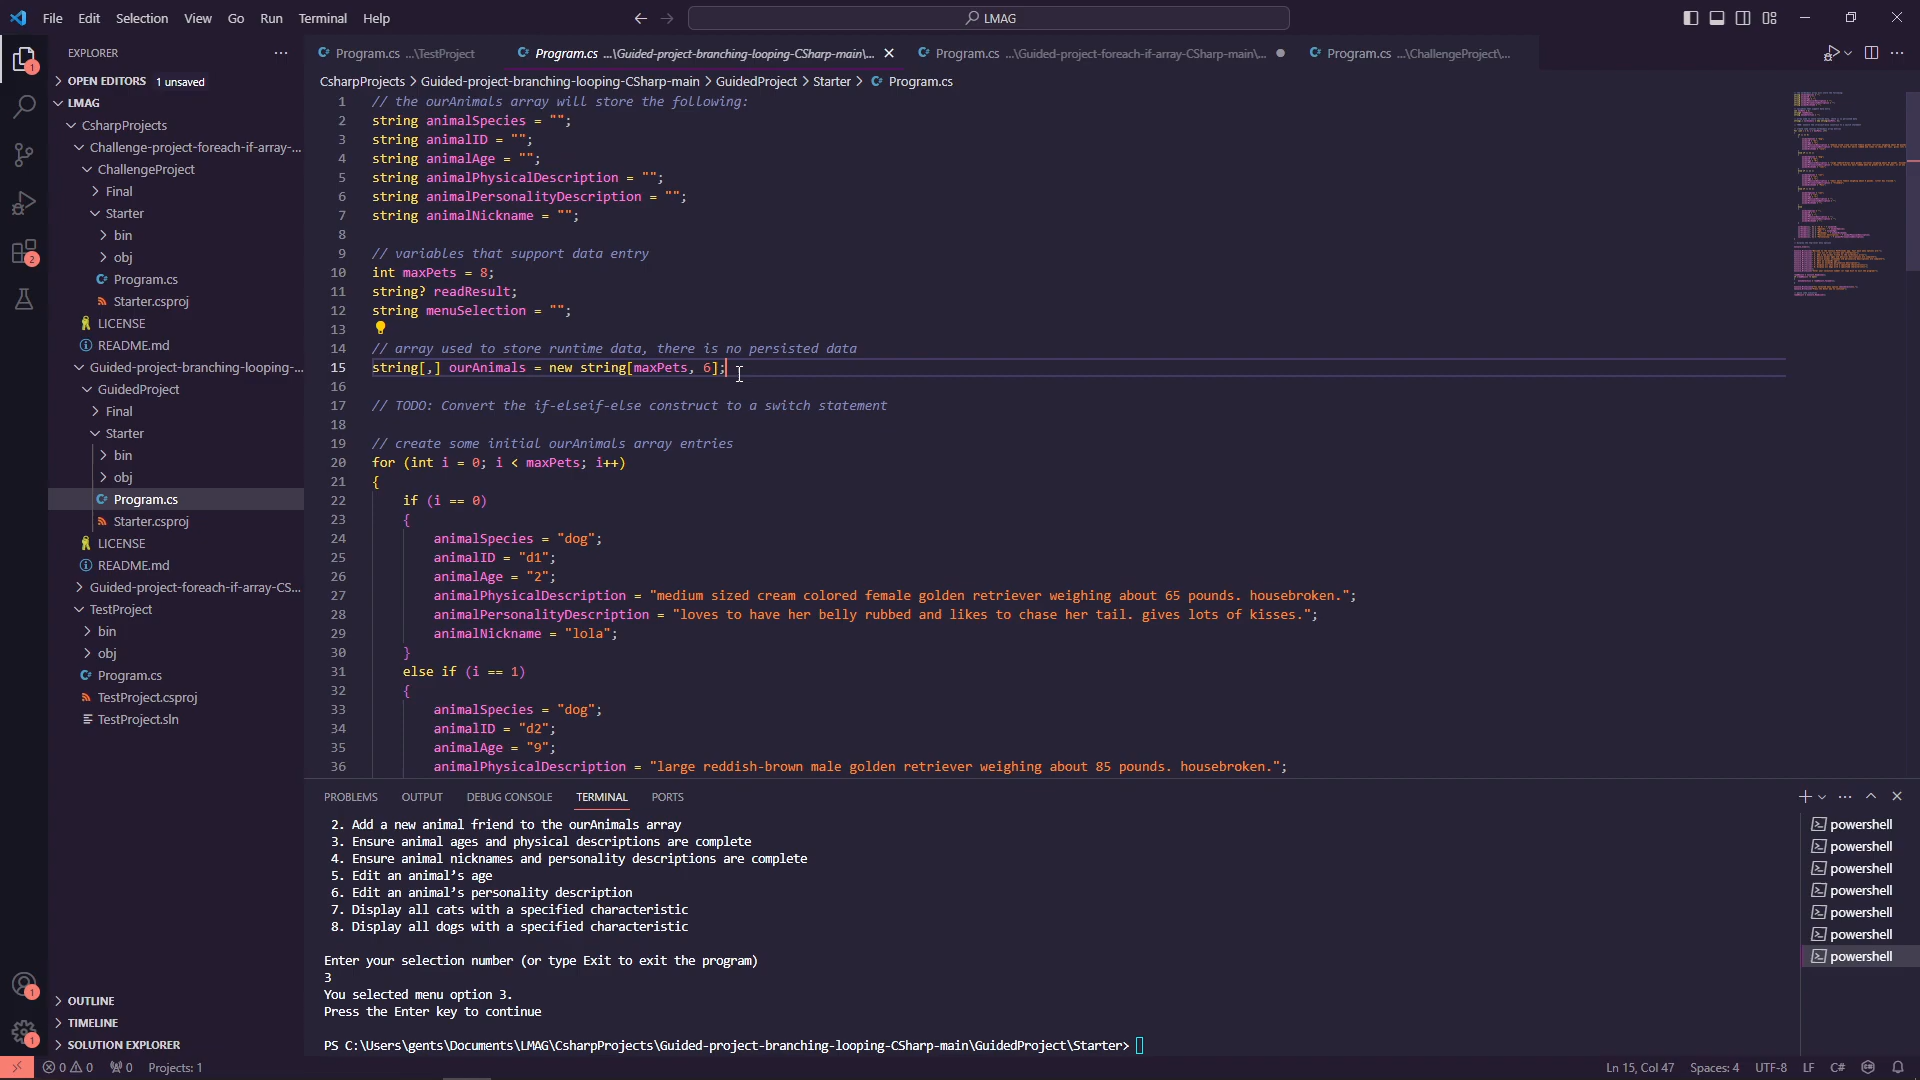 File Edit Selection View Go Run Terminal Help
LMAG
EXPLORER
OPEN EDITORS 1 unsaved
LMAG
CsharpProjects
Challenge-project-foreach-if-array-...
ChallengeProject
Final
Starter
bin
obj
Program.cs
Starter.csproj
LICENSE
README.md
Guided-project-branching-looping-...
GuidedProject
Final
Starter
bin
obj
Program.cs
Starter.csproj
LICENSE
README.md
Guided-project-foreach-if-array-CS...
TestProject
bin
obj
Program.cs
TestProject.csproj
TestProject.sln
OUTLINE
TIMELINE
SOLUTION EXPLORER
Program.cs ...\TestProject
Program.cs ...\Guided-project-branching-looping-CSharp-main\...
Program.cs ...\Guided-project-foreach-if-array-CSharp-main\...
Program.cs ...\ChallengeProject\...
CsharpProjects > Guided-project-branching-looping-CSharp-main > GuidedProject > Starter > Program.cs
1 // the ourAnimals array will store the following:
2 string animalSpecies = "";
3 string animalID = "";
4 string animalAge = "";
5 string animalPhysicalDescription = "";
6 string animalPersonalityDescription = "";
7 string animalNickname = "";
8
9 // variables that support data entry
10 int maxPets = 8;
11 string? readResult;
12 string menuSelection = "";
13
14 // array used to store runtime data, there is no persisted data
15 string[,] ourAnimals = new string[maxPets, 6];
16
17 // TODO: Convert the if-elseif-else construct to a switch statement
18
19 // create some initial ourAnimals array entries
20 for (int i = 0; i < maxPets; i++)
21 {
22 if (i == 0)
23 {
24 animalSpecies = "dog";
25 animalID = "d1";
26 animalAge = "2";
27 animalPhysicalDescription = "medium sized cream colored female golden retriever weighing about 65 pounds. housebroken.";
28 animalPersonalityDescription = "loves to have her belly rubbed and likes to chase her tail. gives lots of kisses.";
29 animalNickname = "lola";
30 }
31 else if (i == 1)
32 {
33 animalSpecies = "dog";
34 animalID = "d2";
35 animalAge = "9";
36 animalPhysicalDescription = "large reddish-brown male golden retriever weighing about 85 pounds. housebroken.";
PROBLEMS OUTPUT DEBUG CONSOLE TERMINAL PORTS
2. Add a new animal friend to the ourAnimals array
3. Ensure animal ages and physical descriptions are complete
4. Ensure animal nicknames and personality descriptions are complete
5. Edit an animal's age
6. Edit an animal's personality description
7. Display all cats with a specified characteristic
8. Display all dogs with a specified characteristic
Enter your selection number (or type Exit to exit the program)
3
You selected menu option 3.
Press the Enter key to continue
PS C:\Users\gents\Documents\LMAG\CsharpProjects\Guided-project-branching-looping-CSharp-main\GuidedProject\Starter>
powershell
powershell
powershell
powershell
powershell
powershell
powershell
0 0 0 Projects: 1
Ln 15, Col 47 Spaces: 4 UTF-8 LF C#